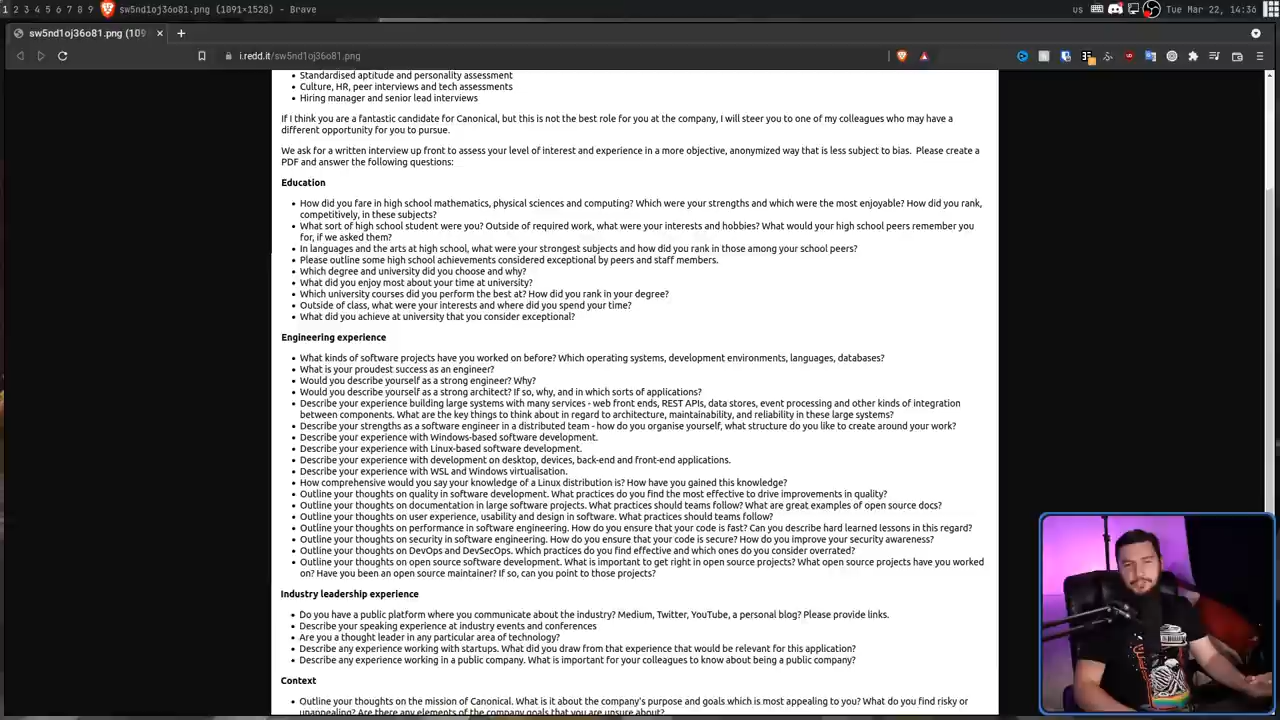 1 2 3 4 5 6 7 8 9 sw5nd1oj36o81.png (1091×1528) - Brave
us Tue Mar 22, 14:36
sw5nd1oj36o81.png (109
i.redd.it/sw5nd1oj36o81.png
• Standardised aptitude and personality assessment
• Culture, HR, peer interviews and tech assessments
• Hiring manager and senior lead interviews
If I think you are a fantastic candidate for Canonical, but this is not the best role for you at the company, I will steer you to one of my colleagues who may have a
different opportunity for you to pursue.
We ask for a written interview up front to assess your level of interest and experience in a more objective, anonymized way that is less subject to bias. Please create a
PDF and answer the following questions:
Education
• How did you fare in high school mathematics, physical sciences and computing? Which were your strengths and which were the most enjoyable? How did you rank,
competitively, in these subjects?
• What sort of high school student were you? Outside of required work, what were your interests and hobbies? What would your high school peers remember you
for, if we asked them?
• In languages and the arts at high school, what were your strongest subjects and how did you rank in those among your school peers?
• Please outline some high school achievements considered exceptional by peers and staff members.
• Which degree and university did you choose and why?
• What did you enjoy most about your time at university?
• Which university courses did you perform the best at? How did you rank in your degree?
• Outside of class, what were your interests and where did you spend your time?
• What did you achieve at university that you consider exceptional?
Engineering experience
• What kinds of software projects have you worked on before? Which operating systems, development environments, languages, databases?
• What is your proudest success as an engineer?
• Would you describe yourself as a strong engineer? Why?
• Would you describe yourself as a strong architect? If so, why, and in which sorts of applications?
• Describe your experience building large systems with many services - web front ends, REST APIs, data stores, event processing and other kinds of integration
between components. What are the key things to think about in regard to architecture, maintainability, and reliability in these large systems?
• Describe your strengths as a software engineer in a distributed team - how do you organise yourself, what structure do you like to create around your work?
• Describe your experience with Windows-based software development.
• Describe your experience with Linux-based software development.
• Describe your experience with development on desktop, devices, back-end and front-end applications.
• Describe your experience with WSL and Windows virtualisation.
• How comprehensive would you say your knowledge of a Linux distribution is? How have you gained this knowledge?
• Outline your thoughts on quality in software development. What practices do you find the most effective to drive improvements in quality?
• Outline your thoughts on documentation in large software projects. What practices should teams follow? What are great examples of open source docs?
• Outline your thoughts on user experience, usability and design in software. What practices should teams follow?
• Outline your thoughts on performance in software engineering. How do you ensure that your code is fast? Can you describe hard learned lessons in this regard?
• Outline your thoughts on security in software engineering. How do you ensure that your code is secure? How do you improve your security awareness?
• Outline your thoughts on DevOps and DevSecOps. Which practices do you find effective and which ones do you consider overrated?
• Outline your thoughts on open source software development. What is important to get right in open source projects? What open source projects have you worked
on? Have you been an open source maintainer? If so, can you point to those projects?
Industry leadership experience
• Do you have a public platform where you communicate about the industry? Medium, Twitter, YouTube, a personal blog? Please provide links.
• Describe your speaking experience at industry events and conferences
• Are you a thought leader in any particular area of technology?
• Describe any experience working with startups. What did you draw from that experience that would be relevant for this application?
• Describe any experience working in a public company. What is important for your colleagues to know about being a public company?
Context
• Outline your thoughts on the mission of Canonical. What is it about the company's purpose and goals which is most appealing to you? What do you find risky or
unappealing? Are there any elements of the company goals that you are unsure about?